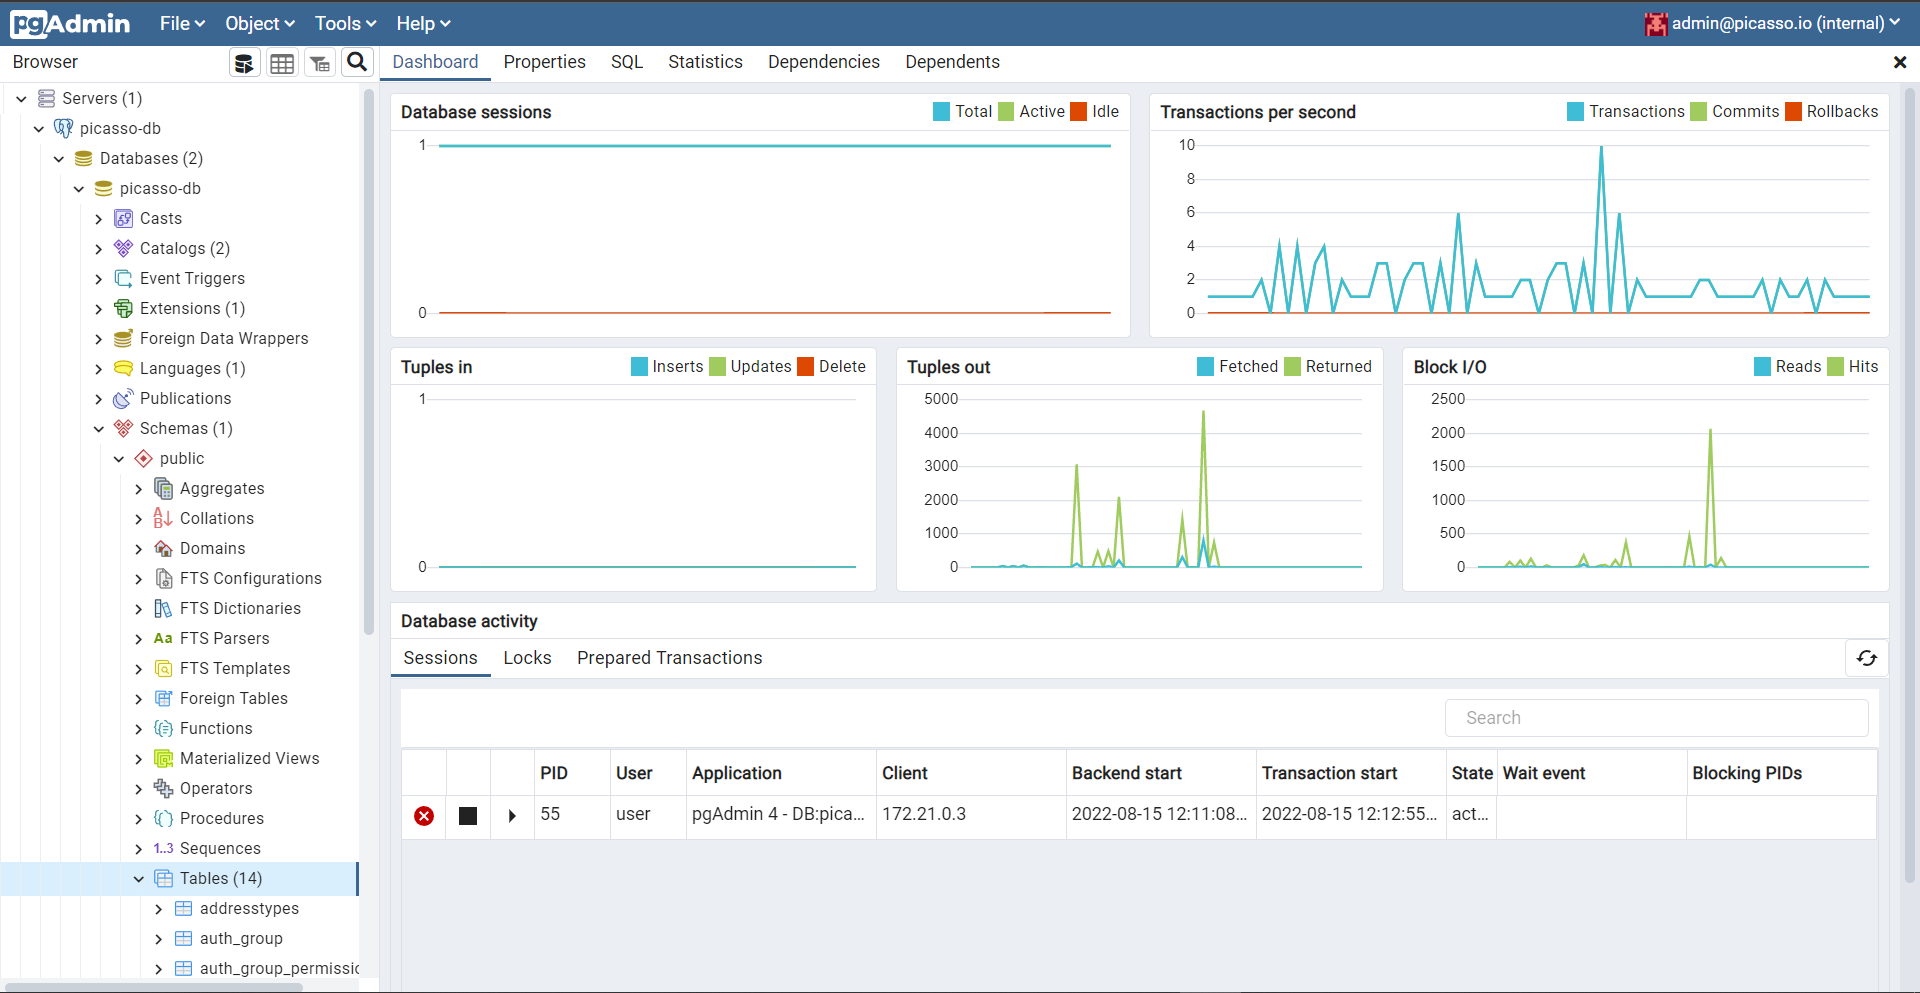 pgAdmin File Object Tools Help admin@picasso.io (internal)
Browser
Dashboard Properties SQL Statistics Dependencies Dependents
Servers (1)
picasso-db
Databases (2)
picasso-db
Casts
Catalogs (2)
Event Triggers
Extensions (1)
Foreign Data Wrappers
Languages (1)
Publications
Schemas (1)
public
Aggregates
Collations
Domains
FTS Configurations
FTS Dictionaries
Aa FTS Parsers
FTS Templates
Foreign Tables
Functions
Materialized Views
Operators
Procedures
1..3 Sequences
Tables (14)
addresstypes
auth_group
auth_group_permissic
Database sessions Total Active Idle
1
0
Transactions per second Transactions Commits Rollbacks
10
8
6
4
2
0
Tuples in Inserts Updates Delete
1
0
Tuples out Fetched Returned
5000
4000
3000
2000
1000
0
Block I/O Reads Hits
2500
2000
1500
1000
500
0
Database activity
Sessions Locks Prepared Transactions
Search
PID User Application Client Backend start Transaction start State Wait event Blocking PIDs
55 user pgAdmin 4 - DB:pica... 172.21.0.3 2022-08-15 12:11:08... 2022-08-15 12:12:55... act...